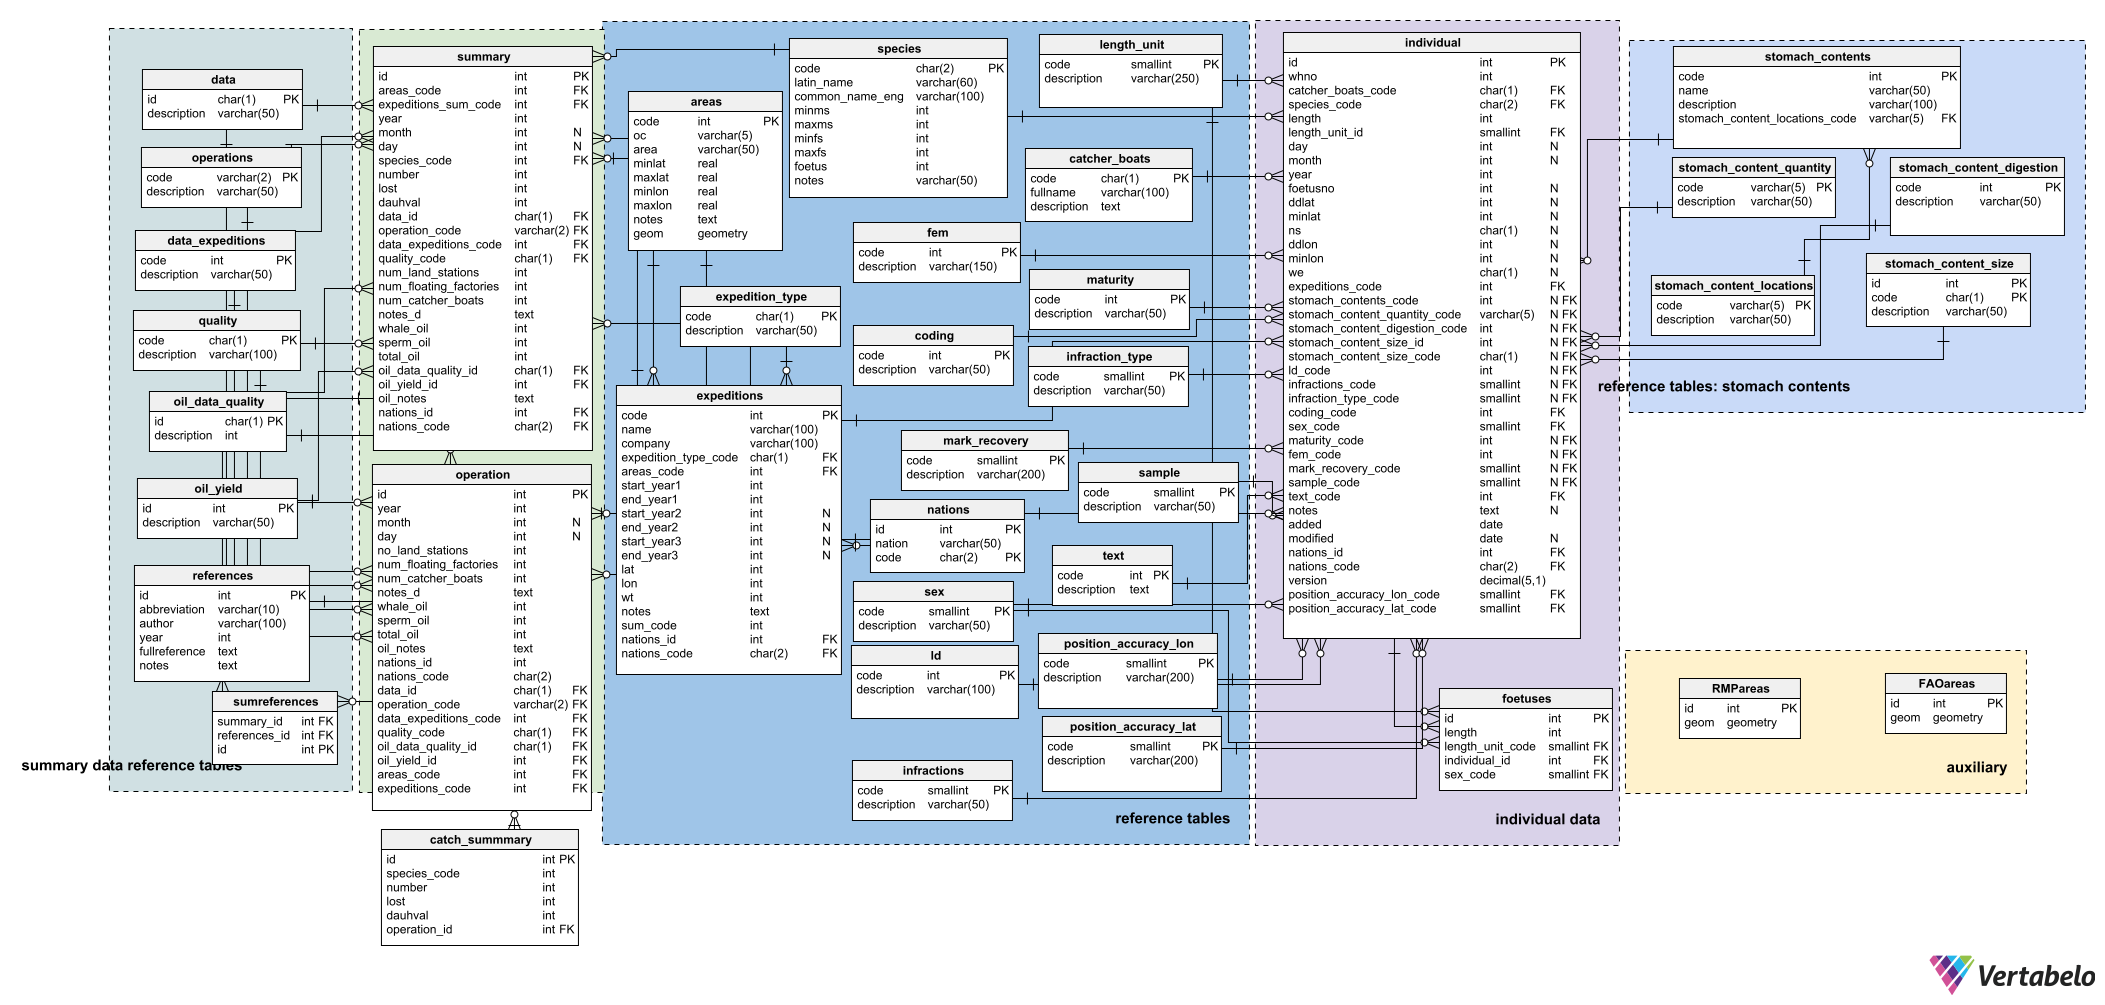 data
id char(1) PK
description varchar(50)
operations
code varchar(2) PK
description varchar(50)
data_expeditions
code int PK
description varchar(50)
quality
code char(1) PK
description varchar(100)
oil_data_quality
id char(1) PK
description int
oil_yield
id int PK
description varchar(50)
references
id int PK
abbreviation varchar(10)
author varchar(100)
year int
fullreference text
notes text
sumreferences
summary_id int FK
references_id int FK
id int PK
summary data reference tables
summary
id int PK
areas_code int FK
expeditions_sum_code int FK
year int
month int N
day int N
species_code int FK
number int
lost int
dauhval int
data_id char(1) FK
operation_code varchar(2) FK
data_expeditions_code int FK
quality_code char(1) FK
num_land_stations int
num_floating_factories int
num_catcher_boats int
notes_d text
whale_oil int
sperm_oil int
total_oil int
oil_data_quality_id char(1) FK
oil_yield_id int FK
oil_notes text
nations_id int FK
nations_code char(2) FK
operation
id int PK
year int
month int N
day int N
no_land_stations int
num_floating_factories int
num_catcher_boats int
notes_d text
whale_oil int
sperm_oil int
total_oil int
oil_notes text
nations_id int
nations_code char(2)
data_id char(1) FK
operation_code varchar(2) FK
data_expeditions_code int FK
quality_code char(1) FK
oil_data_quality_id char(1) FK
oil_yield_id int FK
areas_code int FK
expeditions_code int FK
catch_summmary
id int PK
species_code int
number int
lost int
dauhval int
operation_id int FK
areas
code int PK
oc varchar(5)
area varchar(50)
minlat real
maxlat real
minlon real
maxlon real
notes text
geom geometry
species
code char(2) PK
latin_name varchar(60)
common_name_eng varchar(100)
minms int
maxms int
minfs int
maxfs int
foetus int
notes varchar(50)
length_unit
code smallint PK
description varchar(250)
catcher_boats
code char(1) PK
fullname varchar(100)
description text
fem
code int PK
description varchar(150)
maturity
code int PK
description varchar(50)
expedition_type
code char(1) PK
description varchar(50)
coding
code int PK
description varchar(50)
infraction_type
code smallint PK
description varchar(50)
expeditions
code int PK
name varchar(100)
company varchar(100)
expedition_type_code char(1) FK
areas_code int FK
start_year1 int
end_year1 int
start_year2 int N
end_year2 int N
start_year3 int N
end_year3 int N
lat int
lon int
wt int
notes text
sum_code int
nations_id int FK
nations_code char(2) FK
mark_recovery
code smallint PK
description varchar(200)
sample
code smallint PK
description varchar(50)
nations
id int PK
nation varchar(50)
code char(2) PK
text
code int PK
description text
sex
code smallint PK
description varchar(50)
ld
code int PK
description varchar(100)
position_accuracy_lon
code smallint PK
description varchar(200)
position_accuracy_lat
code smallint PK
description varchar(200)
infractions
code smallint PK
description varchar(50)
reference tables
individual
id int PK
whno int
catcher_boats_code char(1) FK
species_code char(2) FK
length int
length_unit_id smallint FK
day int N
month int N
year int
foetusno int N
ddlat int N
minlat int N
ns char(1) N
ddlon int N
minlon int N
we char(1) N
expeditions_code int FK
stomach_contents_code int N FK
stomach_content_quantity_code varchar(5) N FK
stomach_content_digestion_code int N FK
stomach_content_size_id int N FK
stomach_content_size_code char(1) N FK
ld_code int N FK
infractions_code smallint N FK
infraction_type_code smallint N FK
coding_code int FK
sex_code smallint FK
maturity_code int N FK
fem_code int N FK
mark_recovery_code smallint N FK
sample_code smallint N FK
text_code int FK
notes text N
added date
modified date N
nations_id int FK
nations_code char(2) FK
version decimal(5,1)
position_accuracy_lon_code smallint FK
position_accuracy_lat_code smallint FK
foetuses
id int PK
length int
length_unit_code smallint FK
individual_id int FK
sex_code smallint FK
individual data
stomach_contents
code int PK
name varchar(50)
description varchar(100)
stomach_content_locations_code varchar(5) FK
stomach_content_quantity
code varchar(5) PK
description varchar(50)
stomach_content_digestion
code int PK
description varchar(50)
stomach_content_locations
code varchar(5) PK
description varchar(50)
stomach_content_size
id int PK
code char(1) PK
description varchar(50)
reference tables: stomach contents
RMPareas
id int PK
geom geometry
FAOareas
id int PK
geom geometry
auxiliary
Vertabelo